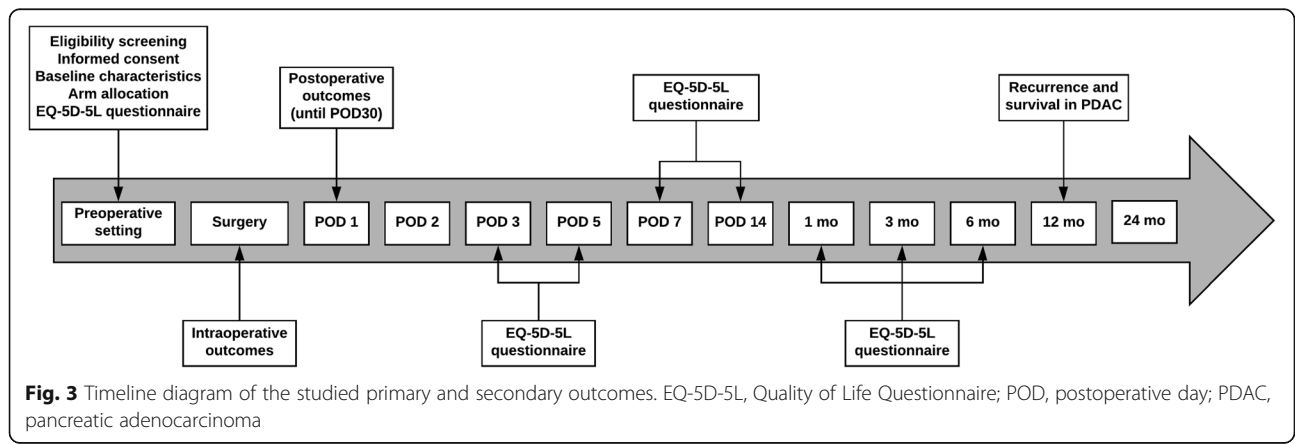 Eligibility screening
Informed consent
Baseline characteristics
Arm allocation
EQ-5D-5L questionnaire
Postoperative
outcomes
(until POD30)
EQ-5D-5L
questionnaire
Recurrence and
survival in PDAC
Preoperative
setting
Surgery
POD 1
POD 2
POD 3
POD 5
POD 7
POD 14
1 mo
3 mo
6 mo
12 mo
24 mo
Intraoperative
outcomes
EQ-5D-5L
questionnaire
EQ-5D-5L
questionnaire
Fig. 3 Timeline diagram of the studied primary and secondary outcomes. EQ-5D-5L, Quality of Life Questionnaire; POD, postoperative day; PDAC,
pancreatic adenocarcinoma